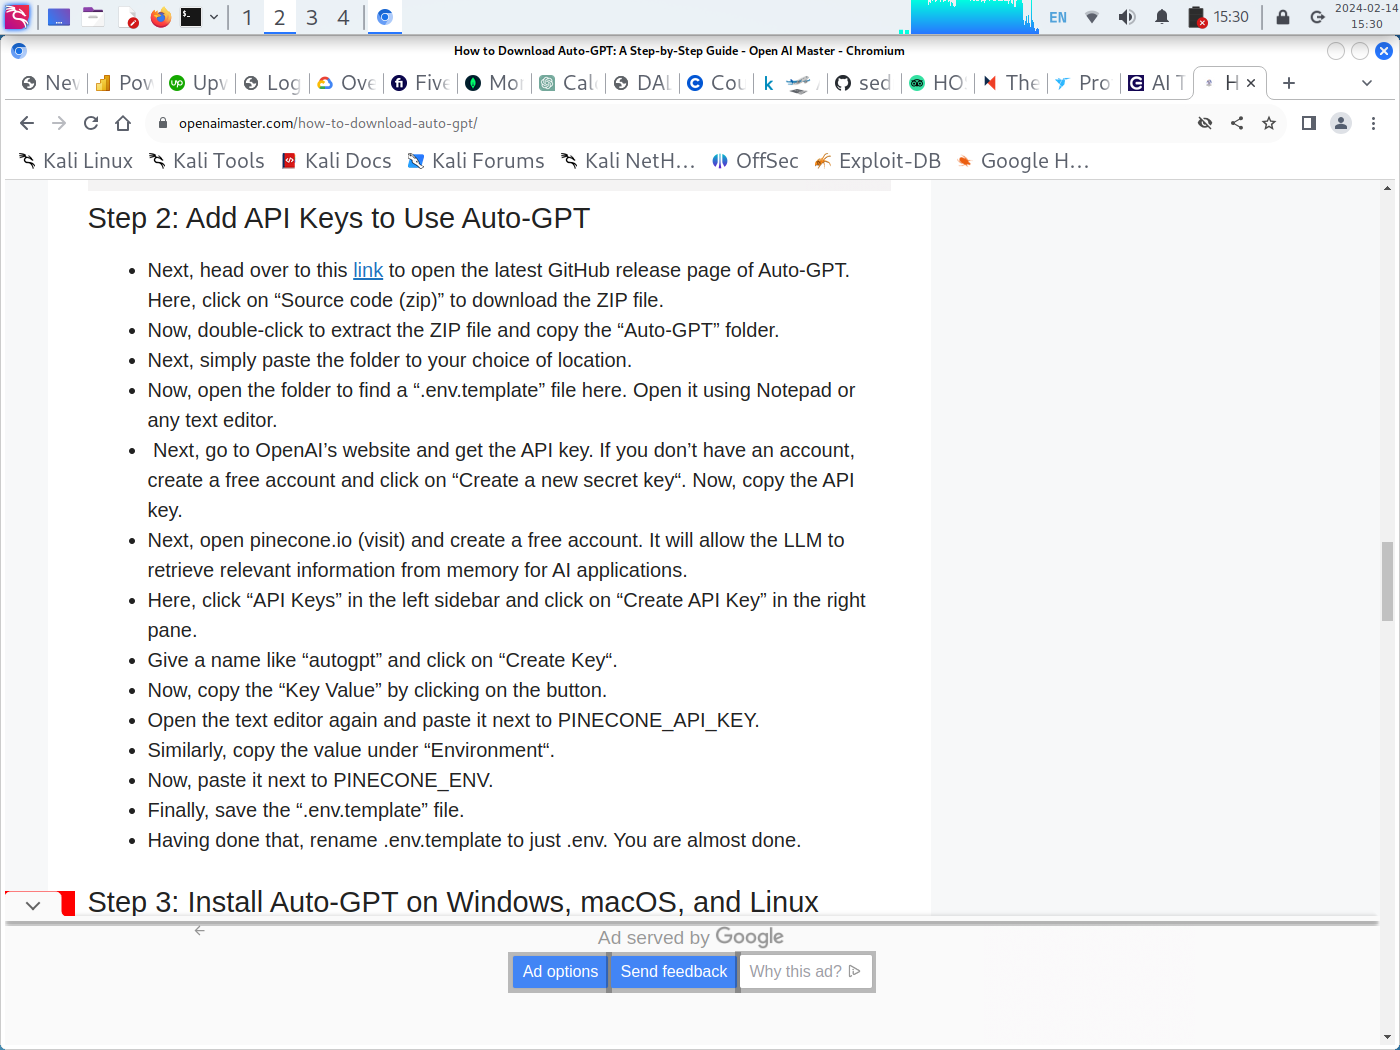 1 2 3 4 EN 15:30 2024-02-14
15:30
How to Download Auto-GPT: A Step-by-Step Guide - Open AI Master - Chromium
Nev Pow Upv Log Ove Five Mor Calc DAL Cou k sed HO The Pro AI T H
openaimaster.com/how-to-download-auto-gpt/
Kali Linux Kali Tools Kali Docs Kali Forums Kali NetH... OffSec Exploit-DB Google H...
Step 2: Add API Keys to Use Auto-GPT
• Next, head over to this link to open the latest GitHub release page of Auto-GPT.
Here, click on “Source code (zip)” to download the ZIP file.
• Now, double-click to extract the ZIP file and copy the “Auto-GPT” folder.
• Next, simply paste the folder to your choice of location.
• Now, open the folder to find a “.env.template” file here. Open it using Notepad or
any text editor.
• Next, go to OpenAI’s website and get the API key. If you don’t have an account,
create a free account and click on “Create a new secret key“. Now, copy the API
key.
• Next, open pinecone.io (visit) and create a free account. It will allow the LLM to
retrieve relevant information from memory for AI applications.
• Here, click “API Keys” in the left sidebar and click on “Create API Key” in the right
pane.
• Give a name like “autogpt” and click on “Create Key“.
• Now, copy the “Key Value” by clicking on the button.
• Open the text editor again and paste it next to PINECONE_API_KEY.
• Similarly, copy the value under “Environment“.
• Now, paste it next to PINECONE_ENV.
• Finally, save the “.env.template” file.
• Having done that, rename .env.template to just .env. You are almost done.
Step 3: Install Auto-GPT on Windows, macOS, and Linux
Ad served by Google
Ad options Send feedback Why this ad?